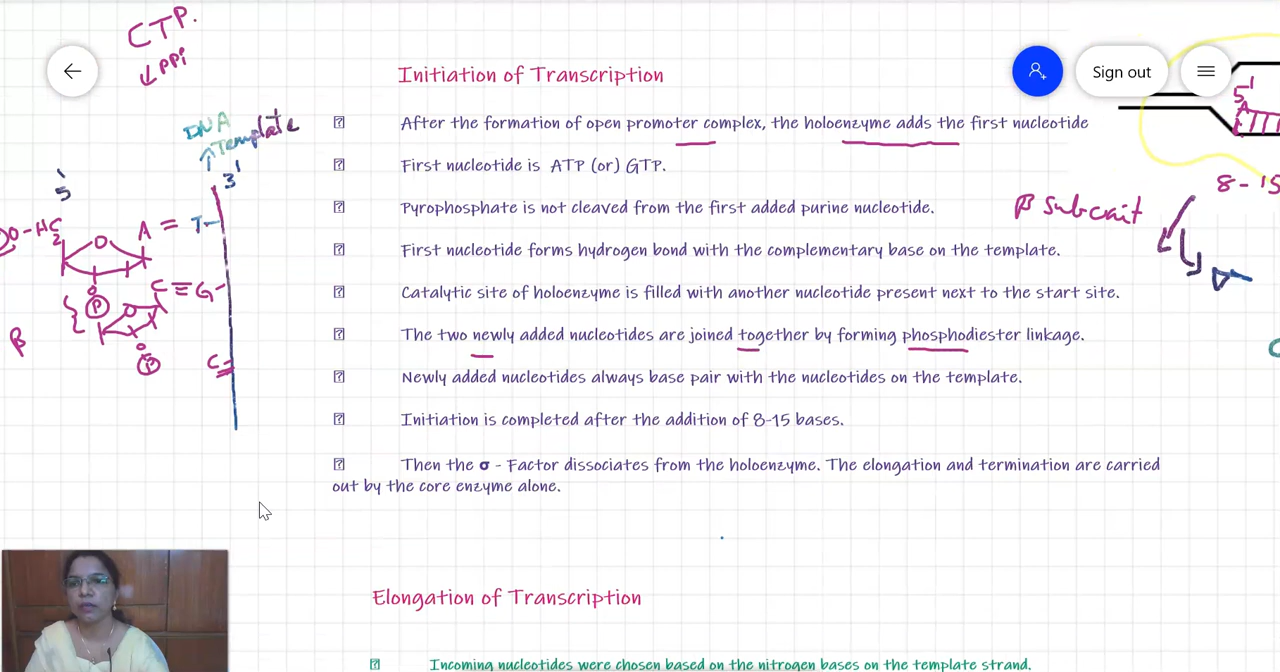 CTP.
↓ PPi
Sign out
Initiation of Transcription
DNA
Template
5'
3'
After the formation of open promoter complex, the holoenzyme adds the first nucleotide
First nucleotide is ATP (or) GTP.
Pyrophosphate is not cleaved from the first added purine nucleotide.
First nucleotide forms hydrogen bond with the complementary base on the template.
Catalytic site of holoenzyme is filled with another nucleotide present next to the start site.
The two newly added nucleotides are joined together by forming phosphodiester linkage.
Newly added nucleotides always base pair with the nucleotides on the template.
Initiation is completed after the addition of 8-15 bases.
Then the σ - Factor dissociates from the holoenzyme. The elongation and termination are carried
out by the core enzyme alone.
O-H2C
O
A = T
O
P
O
C ≡ G
O
P
C
β
5'
A
8-15
β subunit
Elongation of Transcription
Incoming nucleotides were chosen based on the nitrogen bases on the template strand.